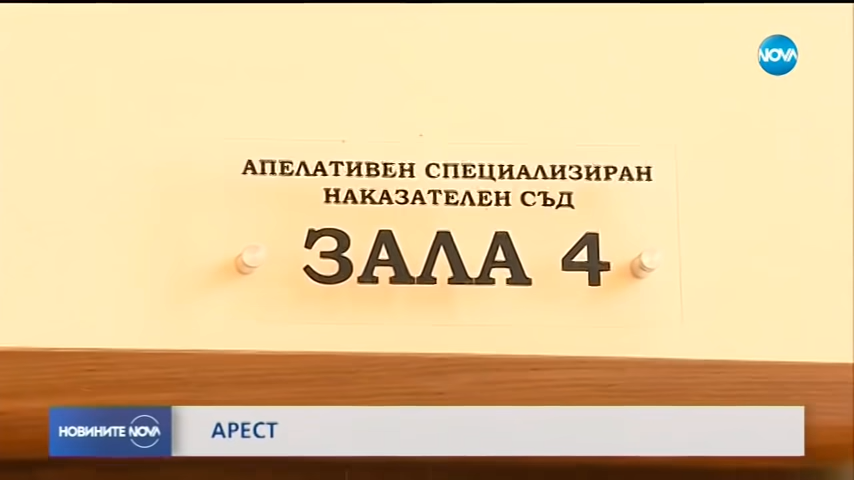 NOVA
АПЕЛАТИВЕН СПЕЦИАЛИЗИРАН
НАКАЗАТЕЛЕН СЪД
ЗАЛА 4
НОВИНИТЕ NOVA
АРЕСТ